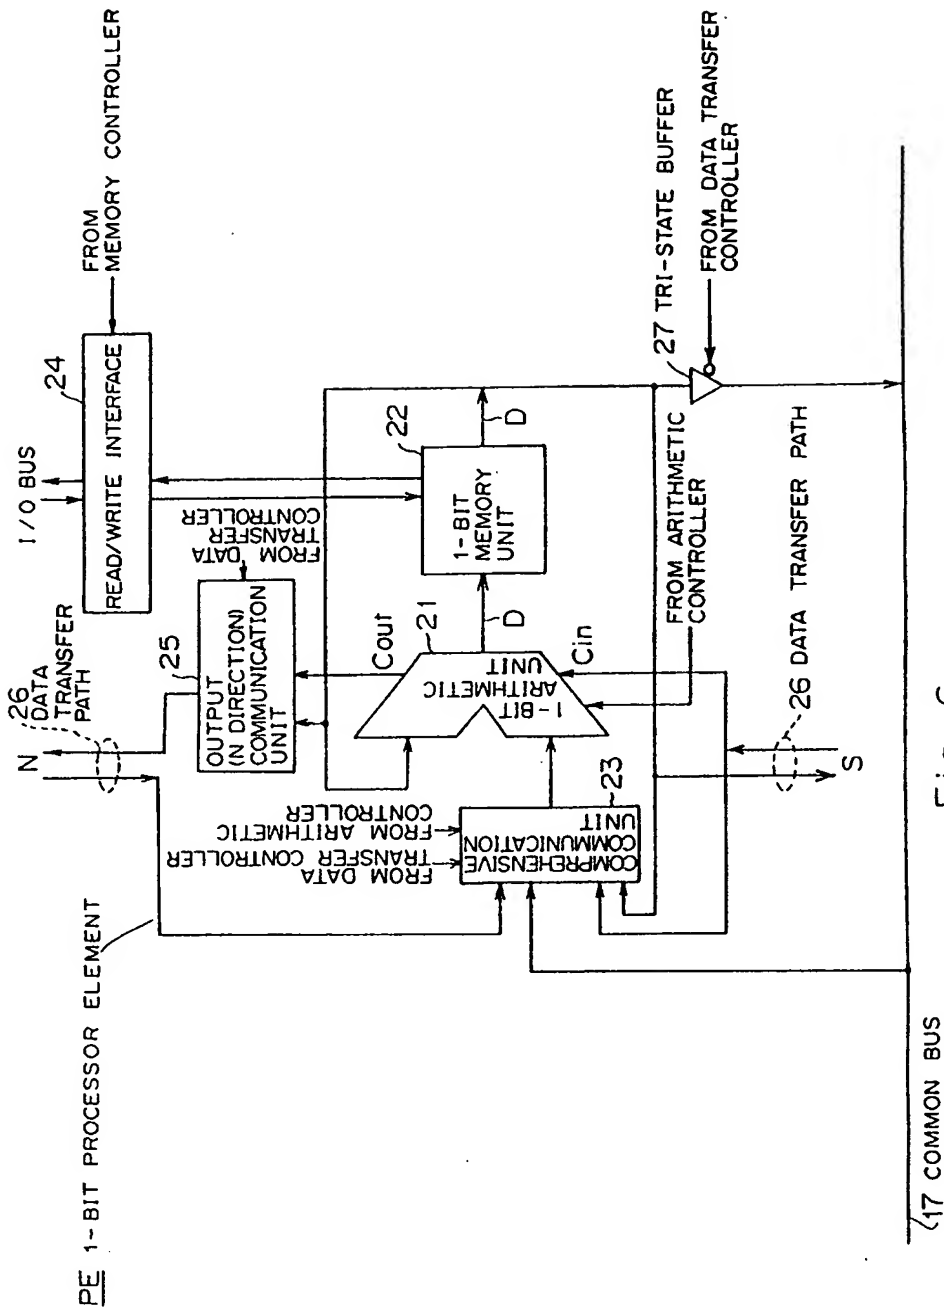 PE 1-BIT PROCESSOR ELEMENT
26
DATA
TRANSFER
PATH
N
I/O BUS
24
READ/WRITE INTERFACE
FROM
MEMORY CONTROLLER
25
OUTPUT
(N DIRECTION)
COMMUNICATION
UNIT
FROM DATA
TRANSFER
CONTROLLER
Cout
21
1-BIT
ARITHMETIC
UNIT
D
22
1-BIT
MEMORY
UNIT
D
Cin
FROM DATA
TRANSFER CONTROLLER
FROM ARITHMETIC
CONTROLLER
COMPREHENSIVE
COMMUNICATION
UNIT
23
FROM ARITHMETIC
CONTROLLER
27 TRI-STATE BUFFER
FROM DATA TRANSFER
CONTROLLER
26 DATA TRANSFER PATH
S
17 COMMON BUS